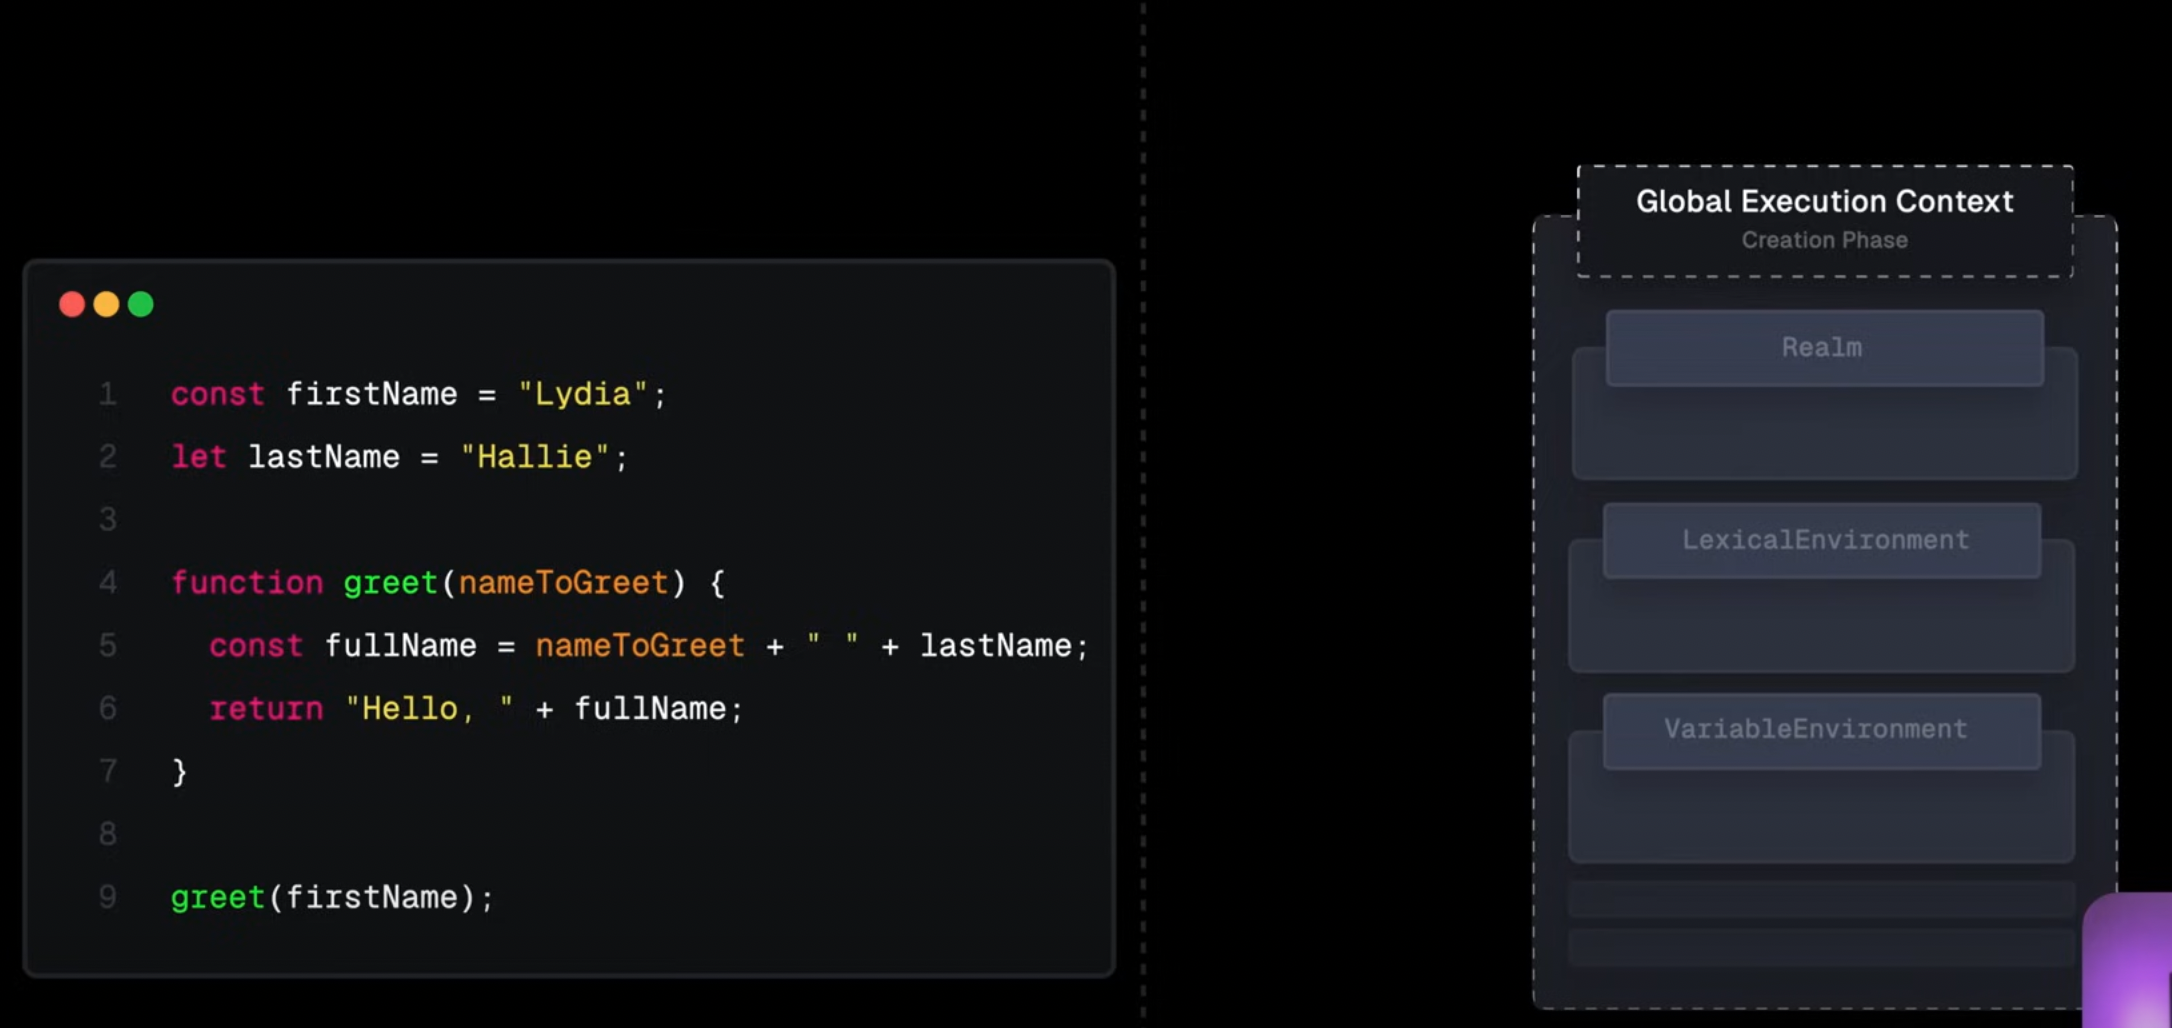 1 const firstName = "Lydia";
2 let lastName = "Hallie";
3
4 function greet(nameToGreet) {
5   const fullName = nameToGreet + " " + lastName;
6   return "Hello, " + fullName;
7 }
8
9 greet(firstName);
Global Execution Context
Creation Phase
Realm
LexicalEnvironment
VariableEnvironment